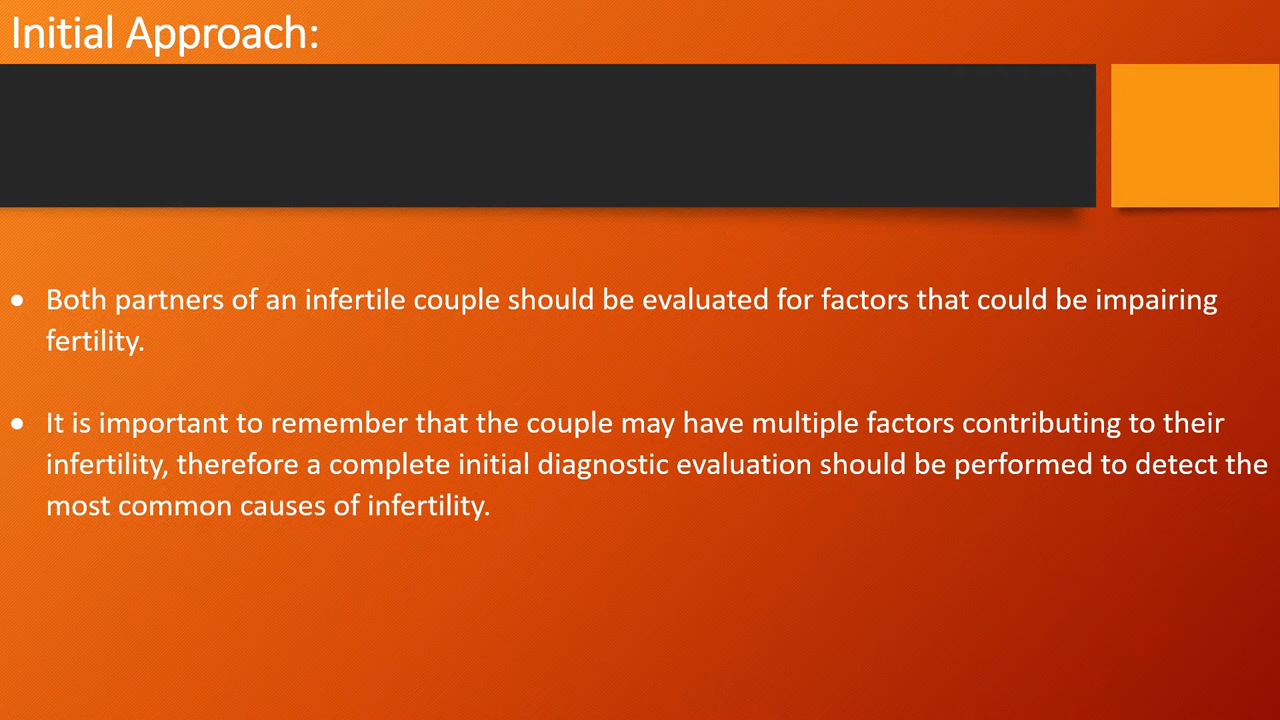 Initial Approach:
● Both partners of an infertile couple should be evaluated for factors that could be impairing
fertility.
● It is important to remember that the couple may have multiple factors contributing to their
infertility, therefore a complete initial diagnostic evaluation should be performed to detect the
most common causes of infertility.